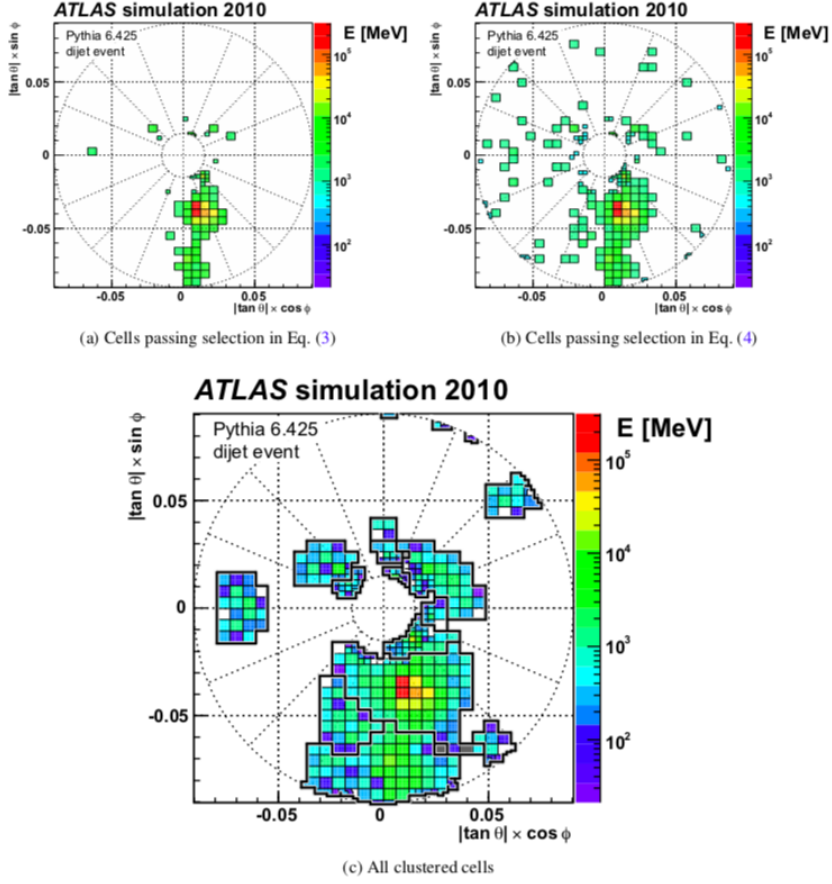 ATLAS simulation 2010
Pythia 6.425
dijet event
E [MeV]
|tan θ| × sin ϕ
0.05
0
-0.05
-0.05
0
0.05
|tan θ| × cos ϕ
10⁵
10⁴
10³
10²
(a) Cells passing selection in Eq. (3)
ATLAS simulation 2010
Pythia 6.425
dijet event
E [MeV]
|tan θ| × sin ϕ
0.05
0
-0.05
-0.05
0
0.05
|tan θ| × cos ϕ
10⁵
10⁴
10³
10²
(b) Cells passing selection in Eq. (4)
ATLAS simulation 2010
Pythia 6.425
dijet event
E [MeV]
|tan θ| × sin ϕ
0.05
0
-0.05
-0.05
0
0.05
|tan θ| × cos ϕ
10⁵
10⁴
10³
10²
(c) All clustered cells